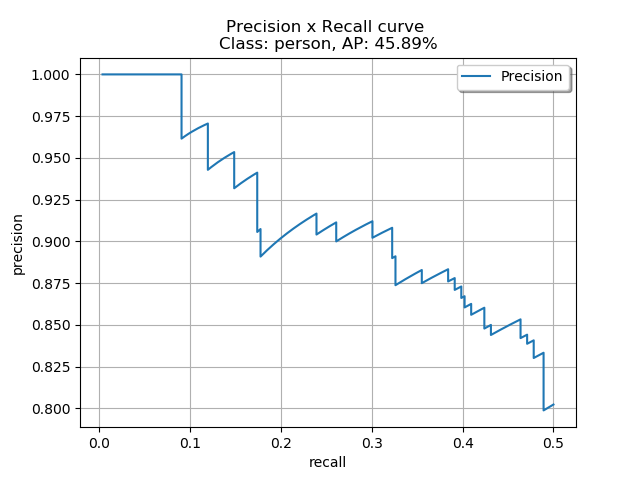 Precision x Recall curve
Class: person, AP: 45.89%
Precision
1.000
0.975
0.950
0.925
0.900
0.875
0.850
0.825
0.800
precision
0.0 0.1 0.2 0.3 0.4 0.5
recall